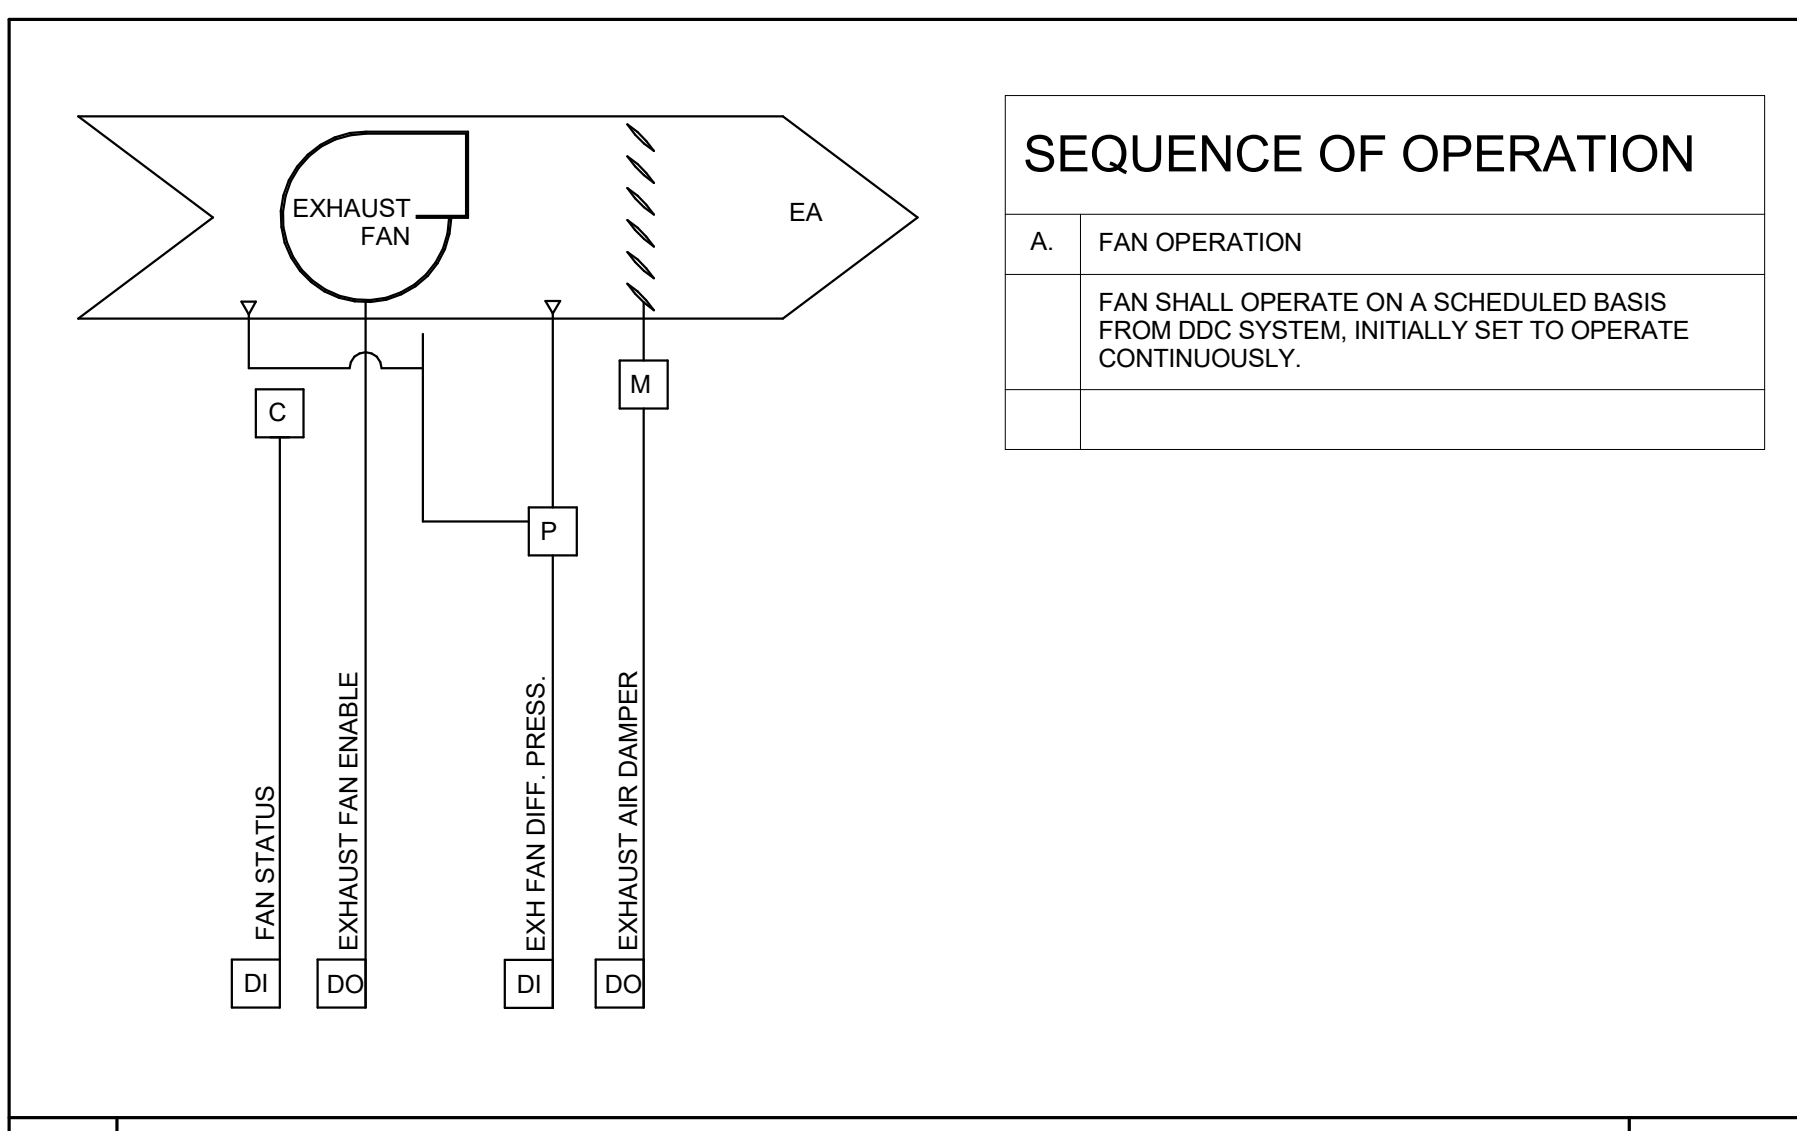 EXHAUST
FAN
EA
C
M
P
FAN STATUS
EXHAUST FAN ENABLE
EXH FAN DIFF. PRESS.
EXHAUST AIR DAMPER
DI
DO
DI
DO
SEQUENCE OF OPERATION
A. FAN OPERATION
FAN SHALL OPERATE ON A SCHEDULED BASIS
FROM DDC SYSTEM, INITIALLY SET TO OPERATE
CONTINUOUSLY.